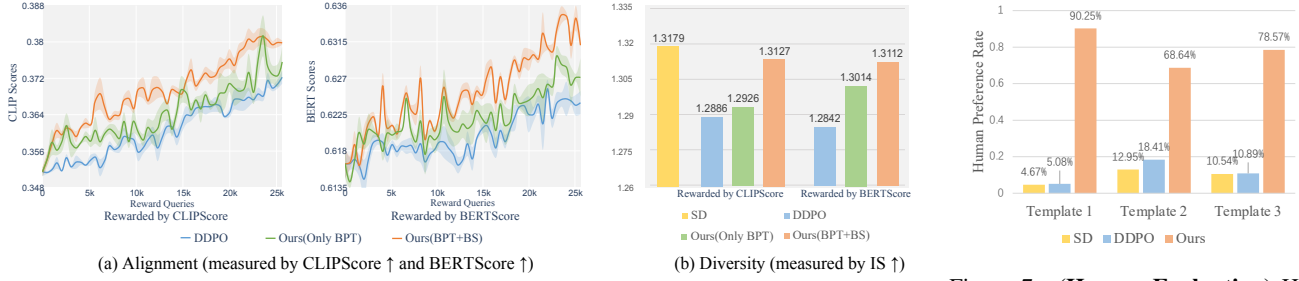 0.388
0.38
0.372
0.364
0.356
0.348
CLIP Scores
0 5k 10k 15k 20k 25k
Reward Queries
Rewarded by CLIPScore
0.636
0.6315
0.627
0.6225
0.618
0.6135
BERT Scores
0 5k 10k 15k 20k 25k
Reward Queries
Rewarded by BERTScore
DDPO Ours(Only BPT) Ours(BPT+BS)
(a) Alignment (measured by CLIPScore ↑ and BERTScore ↑)
1.335
1.32
1.305
1.29
1.275
1.26
1.3179
1.2886
1.2926
1.3127
1.2842
1.3014
1.3112
Rewarded by CLIPScore Rewarded by BERTScore
SD DDPO
Ours(Only BPT) Ours(BPT+BS)
(b) Diversity (measured by IS ↑)
Human Preference Rate
1
0.8
0.6
0.4
0.2
0
4.67% 5.08% 90.25%
12.95% 18.41% 68.64%
10.54% 10.89% 78.57%
Template 1 Template 2 Template 3
SD DDPO Ours